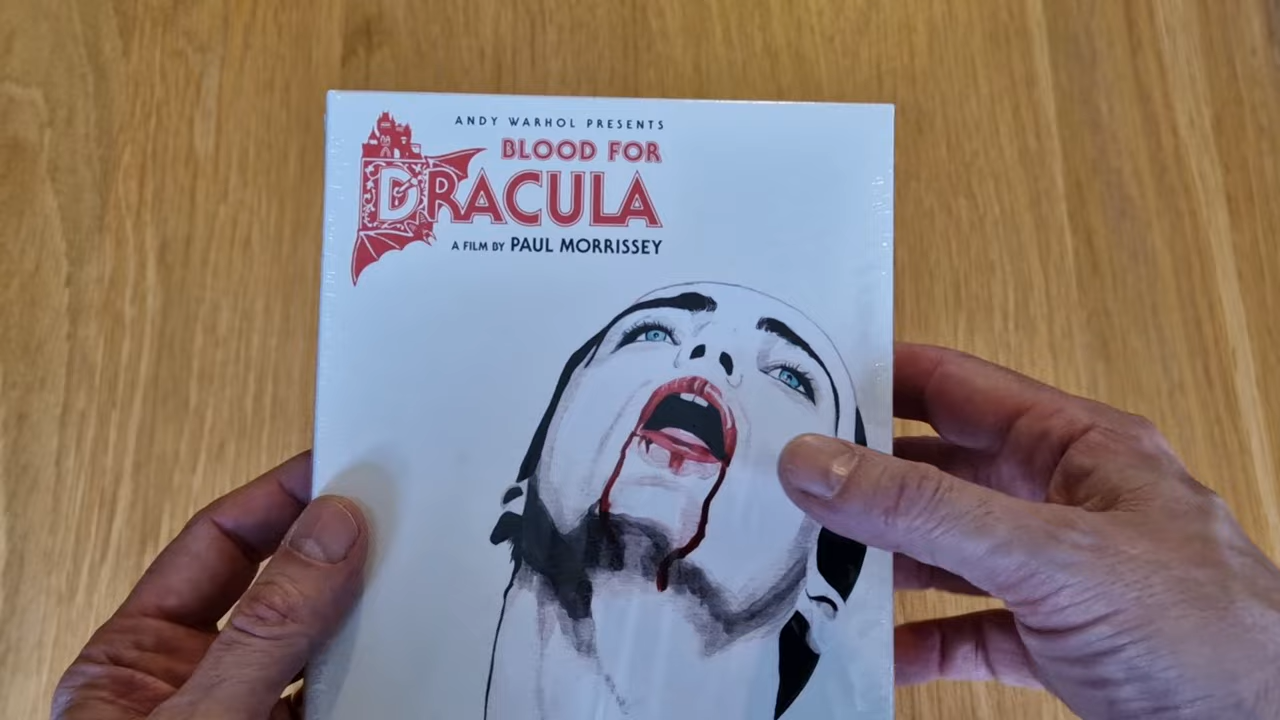 ANDY WARHOL PRESENTS
BLOOD FOR
DRACULA
A FILM BY PAUL MORRISSEY